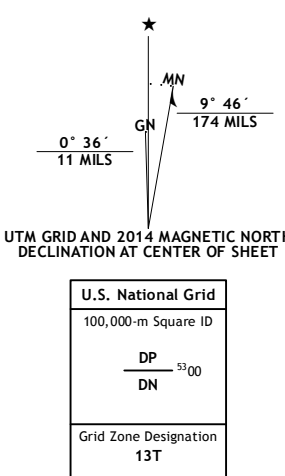 MN
GN
9° 46´
174 MILS
0° 36´
11 MILS
UTM GRID AND 2014 MAGNETIC NORTH
DECLINATION AT CENTER OF SHEET
U.S. National Grid
100,000-m Square ID
DP
5300
DN
Grid Zone Designation
13T